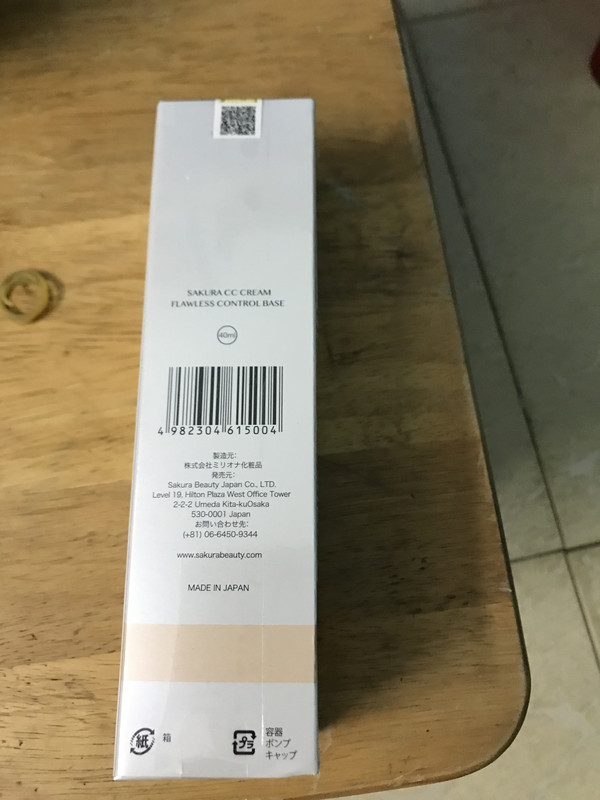 SAKURA CC CREAM
FLAWLESS CONTROL BASE
40ml
4 982304 615004
製造元:
株式会社ミリオナ化粧品
発売元:
Sakura Beauty Japan Co., LTD.
Level 19, Hilton Plaza West Office Tower
2-2-2 Umeda Kita-kuOsaka
530-0001 Japan
お問い合わせ先:
(+81) 06-6450-9344
www.sakurabeauty.com
MADE IN JAPAN
紙 箱
プラ 容器
ポンプ
キャップ